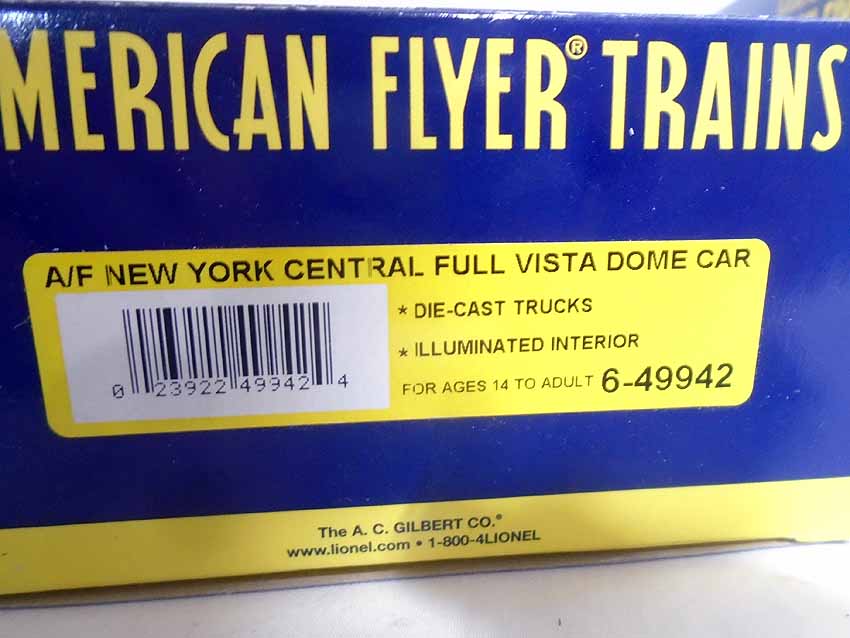 MERICAN FLYER® TRAINS
A/F NEW YORK CENTRAL FULL VISTA DOME CAR
* DIE-CAST TRUCKS
* ILLUMINATED INTERIOR
FOR AGES 14 TO ADULT 6-49942
0 23922 49942 4
The A. C. GILBERT CO.®
www.lionel.com • 1-800-4LIONEL